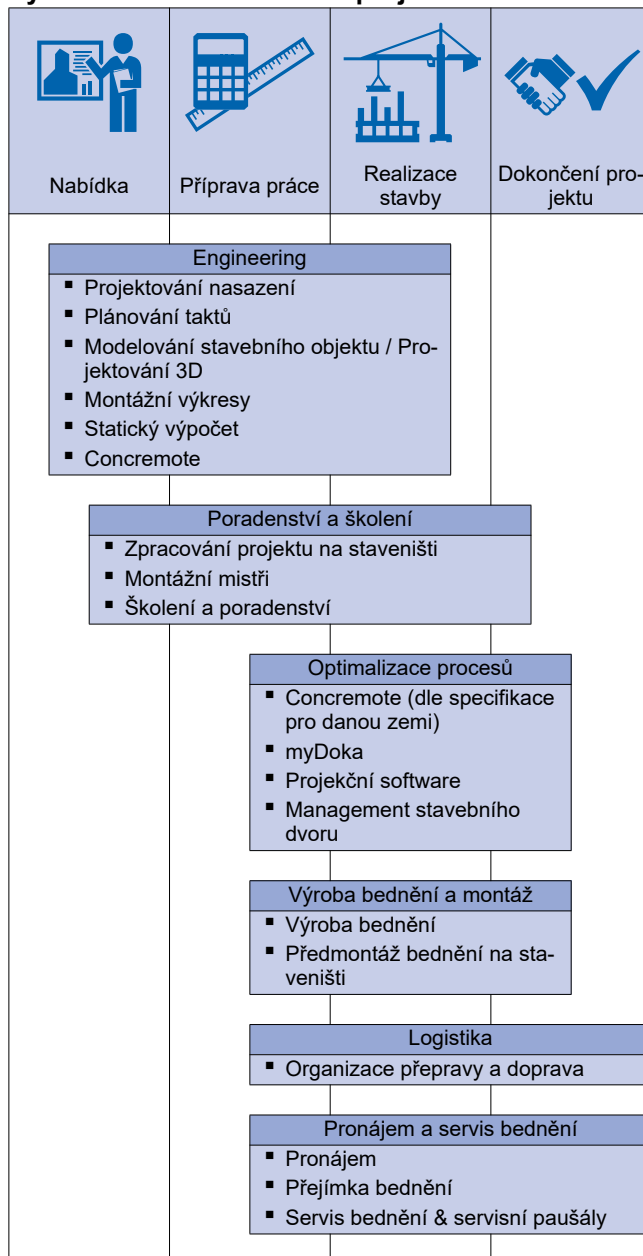 Nabídka
Příprava práce
Realizace
stavby
Dokončení pro-
jektu
Engineering
▪ Projektování nasazení
▪ Plánování taktů
▪ Modelování stavebního objektu / Pro-
jektování 3D
▪ Montážní výkresy
▪ Statický výpočet
▪ Concremote
Poradenství a školení
▪ Zpracování projektu na staveništi
▪ Montážní mistři
▪ Školení a poradenství
Optimalizace procesů
▪ Concremote (dle specifikace
pro danou zemi)
▪ myDoka
▪ Projekční software
▪ Management stavebního
dvoru
Výroba bednění a montáž
▪ Výroba bednění
▪ Předmontáž bednění na sta-
veništi
Logistika
▪ Organizace přepravy a doprava
Pronájem a servis bednění
▪ Pronájem
▪ Přejímka bednění
▪ Servis bednění & servisní paušály